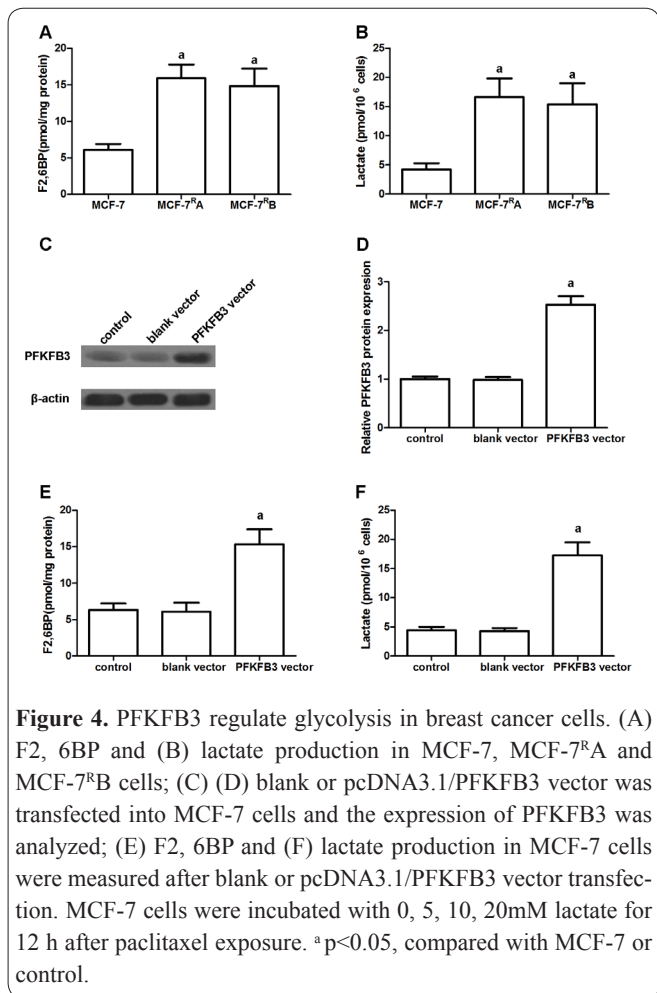 A
F2,6BP(pmol/mg protein)
20
15
10
5
0
a
a
MCF-7
MCF-7ᴿA
MCF-7ᴿB
B
Lactate (pmol/10⁶ cells)
25
20
15
10
5
0
a
a
MCF-7
MCF-7ᴿA
MCF-7ᴿB
C
control
blank vector
PFKFB3 vector
PFKFB3
β-actin
D
Relative PFKFB3 protein expression
3
2
1
0
a
control
blank vector
PFKFB3 vector
E
F2,6BP(pmol/mg protein)
20
15
10
5
0
a
control
blank vector
PFKFB3 vector
F
Lactate (pmol/10⁶ cells)
25
20
15
10
5
0
a
control
blank vector
PFKFB3 vector
Figure 4. PFKFB3 regulate glycolysis in breast cancer cells. (A)
F2, 6BP and (B) lactate production in MCF-7, MCF-7ᴿA and
MCF-7ᴿB cells; (C) (D) blank or pcDNA3.1/PFKFB3 vector was
transfected into MCF-7 cells and the expression of PFKFB3 was
analyzed; (E) F2, 6BP and (F) lactate production in MCF-7 cells
were measured after blank or pcDNA3.1/PFKFB3 vector transfec-
tion. MCF-7 cells were incubated with 0, 5, 10, 20mM lactate for
12 h after paclitaxel exposure. ᵃ p<0.05, compared with MCF-7 or
control.